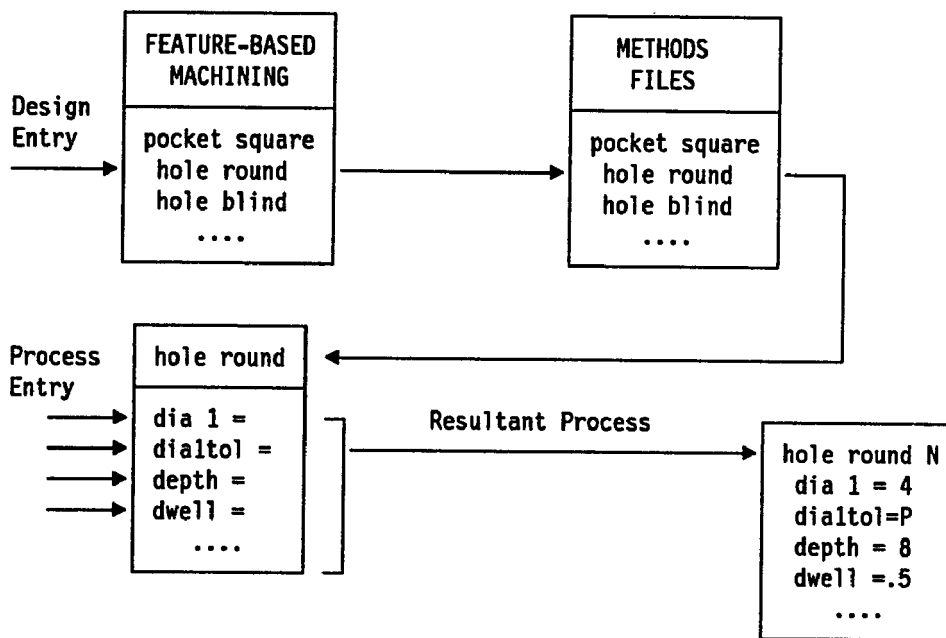 FEATURE-BASED
MACHINING
METHODS
FILES
Design
Entry
pocket square
hole round
hole blind
....
pocket square
hole round
hole blind
....
Process
Entry
hole round
dia 1 =
dia1tol =
depth =
dwell =
....
Resultant Process
hole round N
dia 1 = 4
dia1tol=P
depth = 8
dwell =.5
....